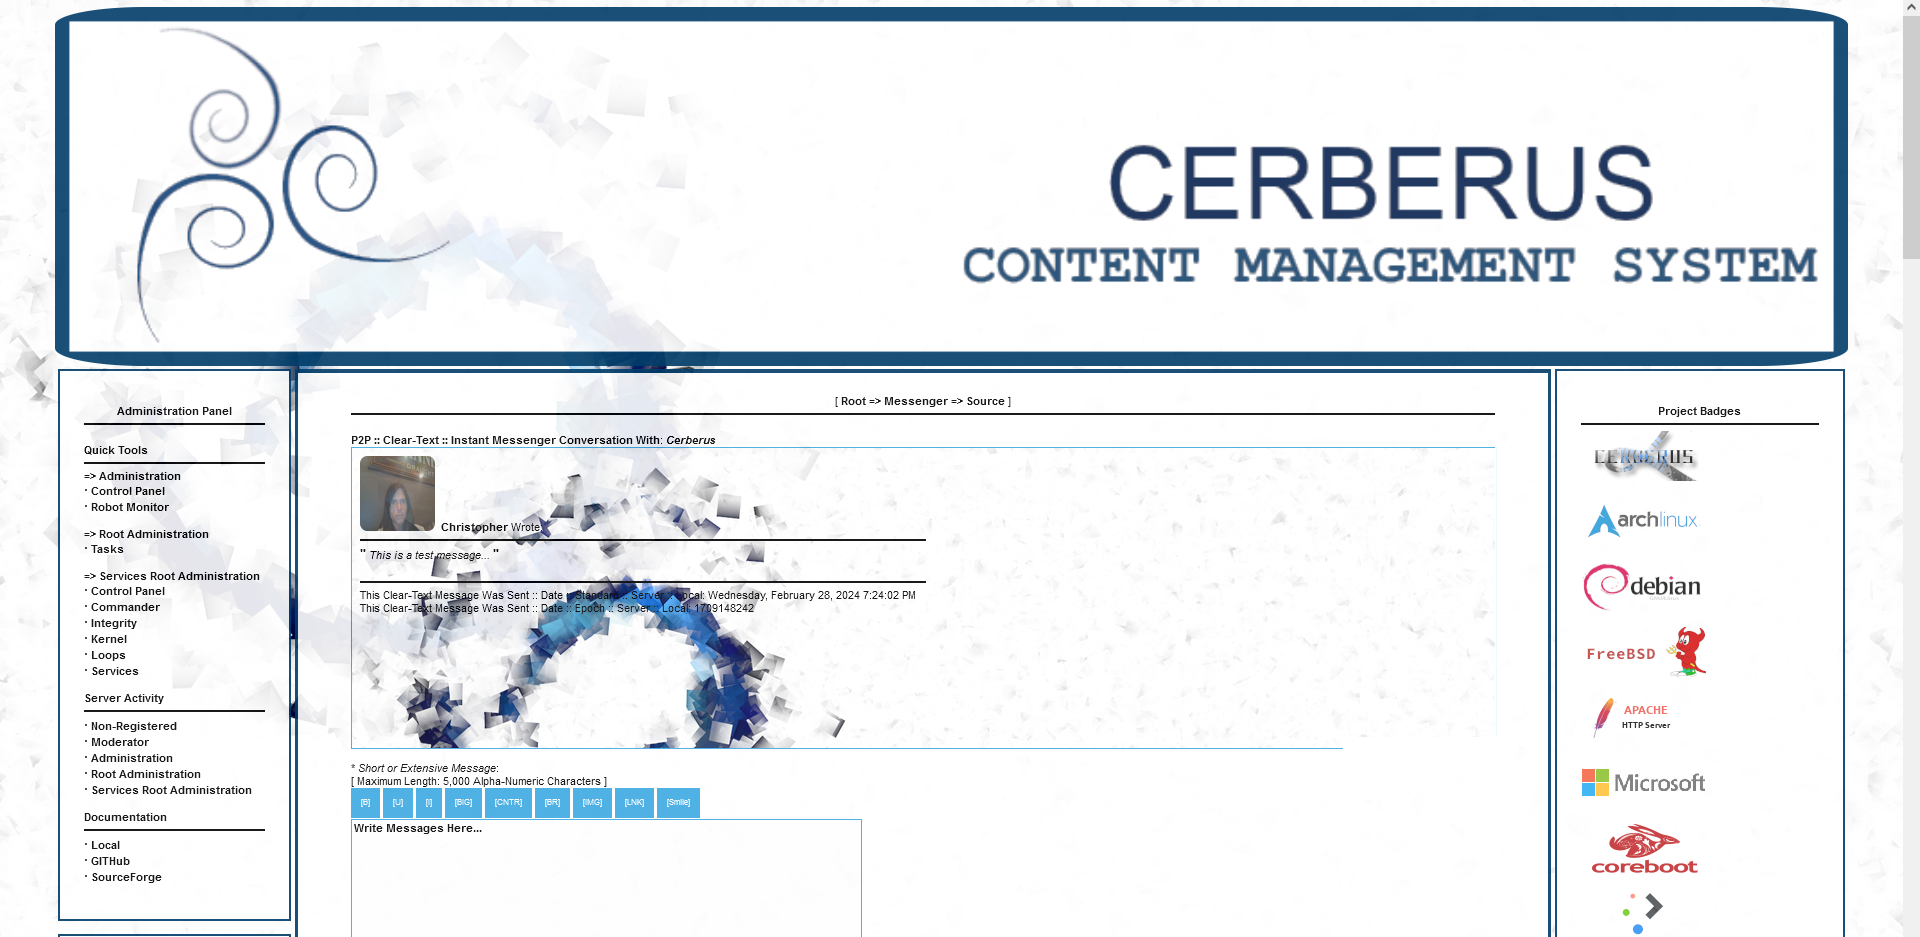 CERBERUS
CONTENT MANAGEMENT SYSTEM
Administration Panel
Quick Tools
=> Administration
· Control Panel
· Robot Monitor
=> Root Administration
· Tasks
=> Services Root Administration
· Control Panel
· Commander
· Integrity
· Kernel
· Loops
· Services
Server Activity
· Non-Registered
· Moderator
· Administration
· Root Administration
· Services Root Administration
Documentation
· Local
· GITHub
· SourceForge
[ Root => Messenger => Source ]
P2P :: Clear-Text :: Instant Messenger Conversation With: Cerberus
Christopher Wrote:
" This is a test message... "
This Clear-Text Message Was Sent :: Date :: Standard :: Server :: Local: Wednesday, February 28, 2024 7:24:02 PM
This Clear-Text Message Was Sent :: Date :: Epoch :: Server :: Local: 1709148242
* Short or Extensive Message:
[ Maximum Length: 5,000 Alpha-Numeric Characters ]
[B] [U] [I] [BIG] [CNTR] [BR] [IMG] [LNK] [Smile]
Write Messages Here...
Project Badges
CERBERUS
archlinux
debian
FreeBSD
APACHE
HTTP Server
Microsoft
coreboot